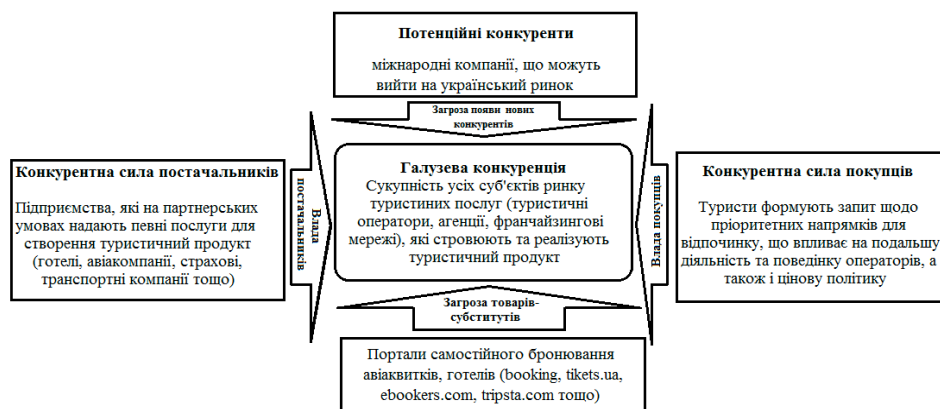 Потенційні конкуренти
міжнародні компанії, що можуть
вийти на український ринок
Загроза появи нових
конкурентів
Конкурентна сила постачальників
Підприємства, які на партнерських
умовах надають певні послуги для
створення туристичний продукт
(готелі, авіакомпанії, страхові,
транспортні компанії тощо)
Влада
постачальників
Галузева конкуренція
Сукупність усіх суб'єктів ринку
туристиних послуг (туристичні
оператори, агенції, франчайзингові
мережі), які стровюють та реалізують
туристичний продукт
Влада покупців
Конкурентна сила покупців
Туристи формують запит щодо
пріоритетних напрямків для
відпочинку, що впливає на подальшу
діяльність та поведінку операторів, а
також і цінову політику
Загроза товарів-
субститутів
Портали самостійного бронювання
авіаквитків, готелів (booking, tikets.ua,
ebookers.com, tripsta.com тощо)